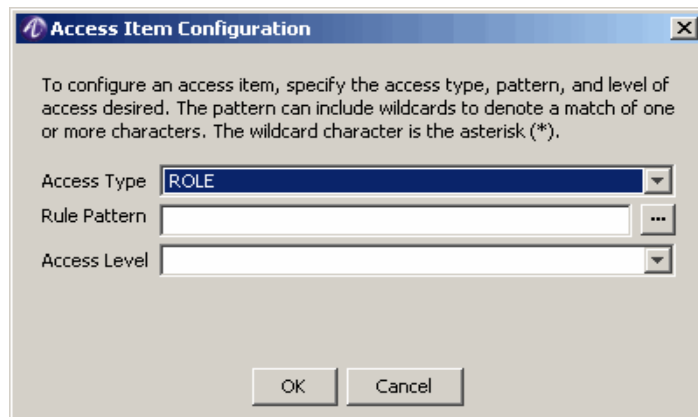 Access Item Configuration
To configure an access item, specify the access type, pattern, and level of
access desired. The pattern can include wildcards to denote a match of one
or more characters. The wildcard character is the asterisk (*).
Access Type ROLE
Rule Pattern ...
Access Level
OK Cancel